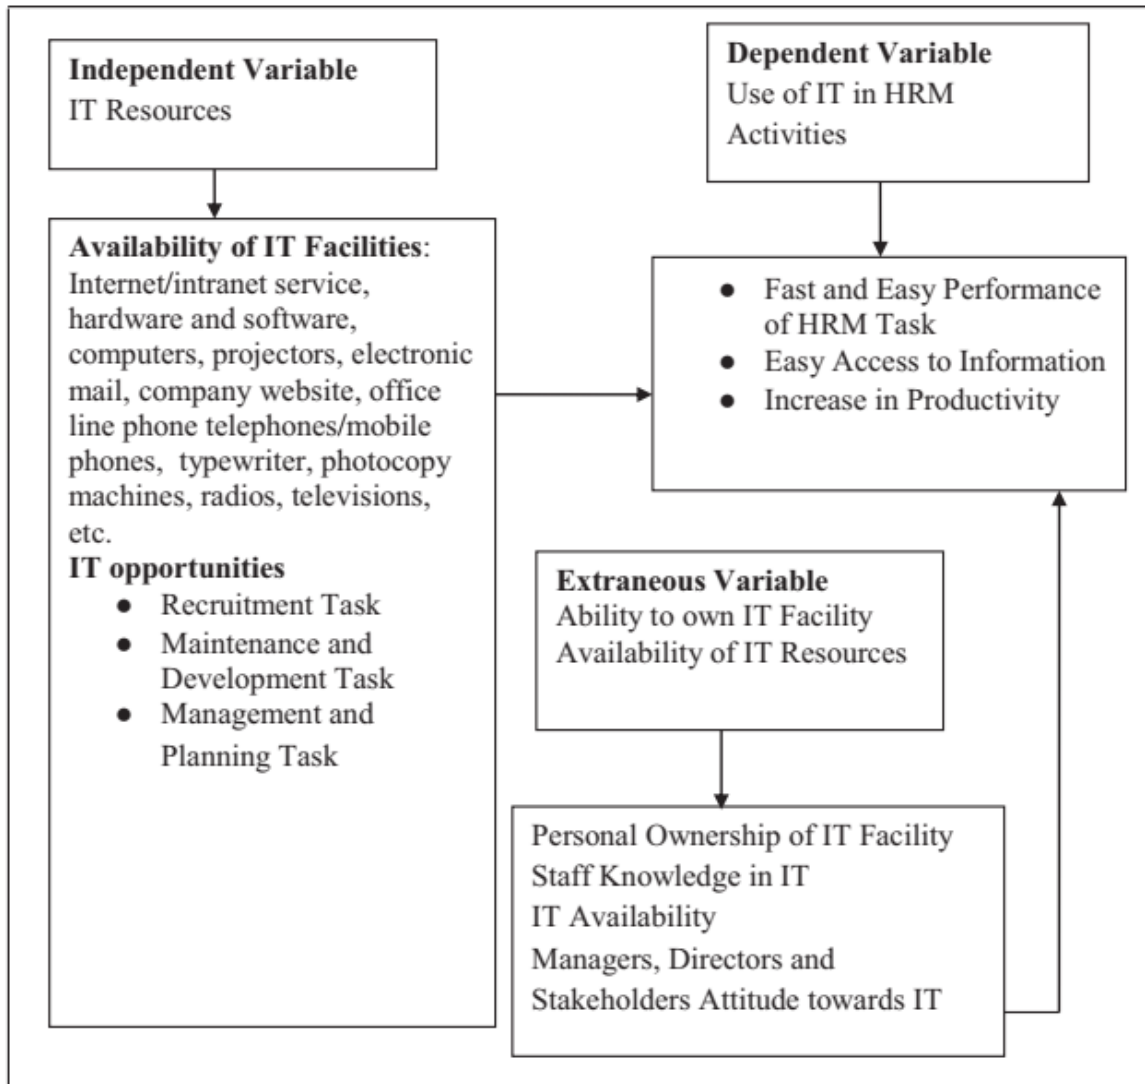 Independent Variable
IT Resources
Dependent Variable
Use of IT in HRM
Activities
Availability of IT Facilities:
Internet/intranet service,
hardware and software,
computers, projectors, electronic
mail, company website, office
line phone telephones/mobile
phones, typewriter, photocopy
machines, radios, televisions,
etc.
IT opportunities
● Recruitment Task
● Maintenance and
Development Task
● Management and
Planning Task
● Fast and Easy Performance
of HRM Task
● Easy Access to Information
● Increase in Productivity
Extraneous Variable
Ability to own IT Facility
Availability of IT Resources
Personal Ownership of IT Facility
Staff Knowledge in IT
IT Availability
Managers, Directors and
Stakeholders Attitude towards IT